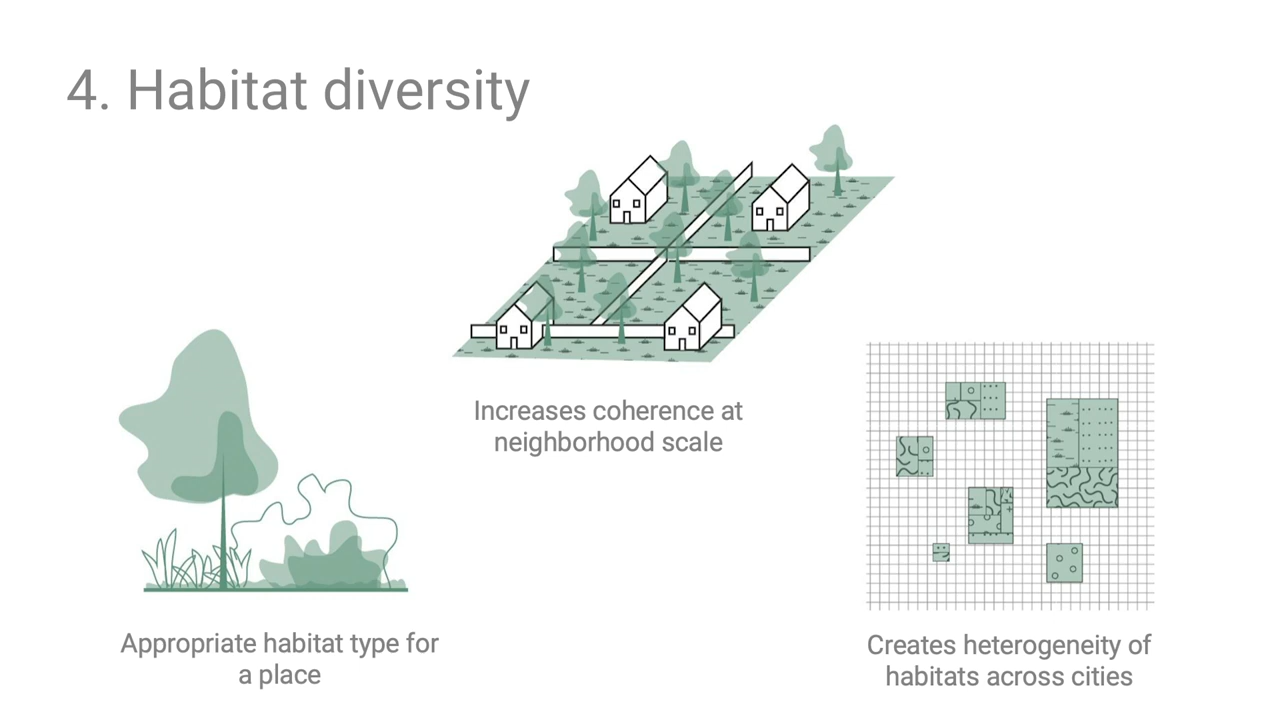 4. Habitat diversity
Increases coherence at
neighborhood scale
Appropriate habitat type for
a place
Creates heterogeneity of
habitats across cities